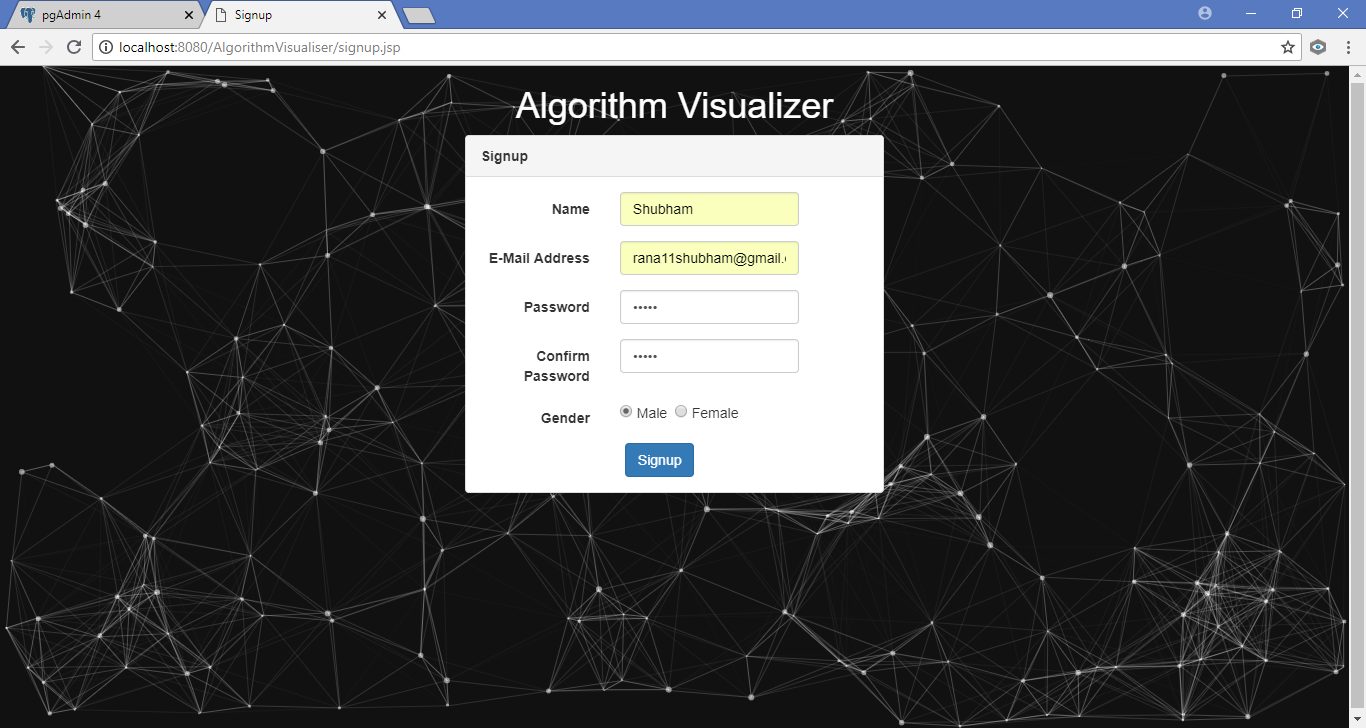 pgAdmin 4
Signup
localhost:8080/AlgorithmVisualiser/signup.jsp
Algorithm Visualizer
Signup
Name Shubham
E-Mail Address rana11shubham@gmail.
Password •••••
Confirm Password •••••
Gender Male Female
Signup